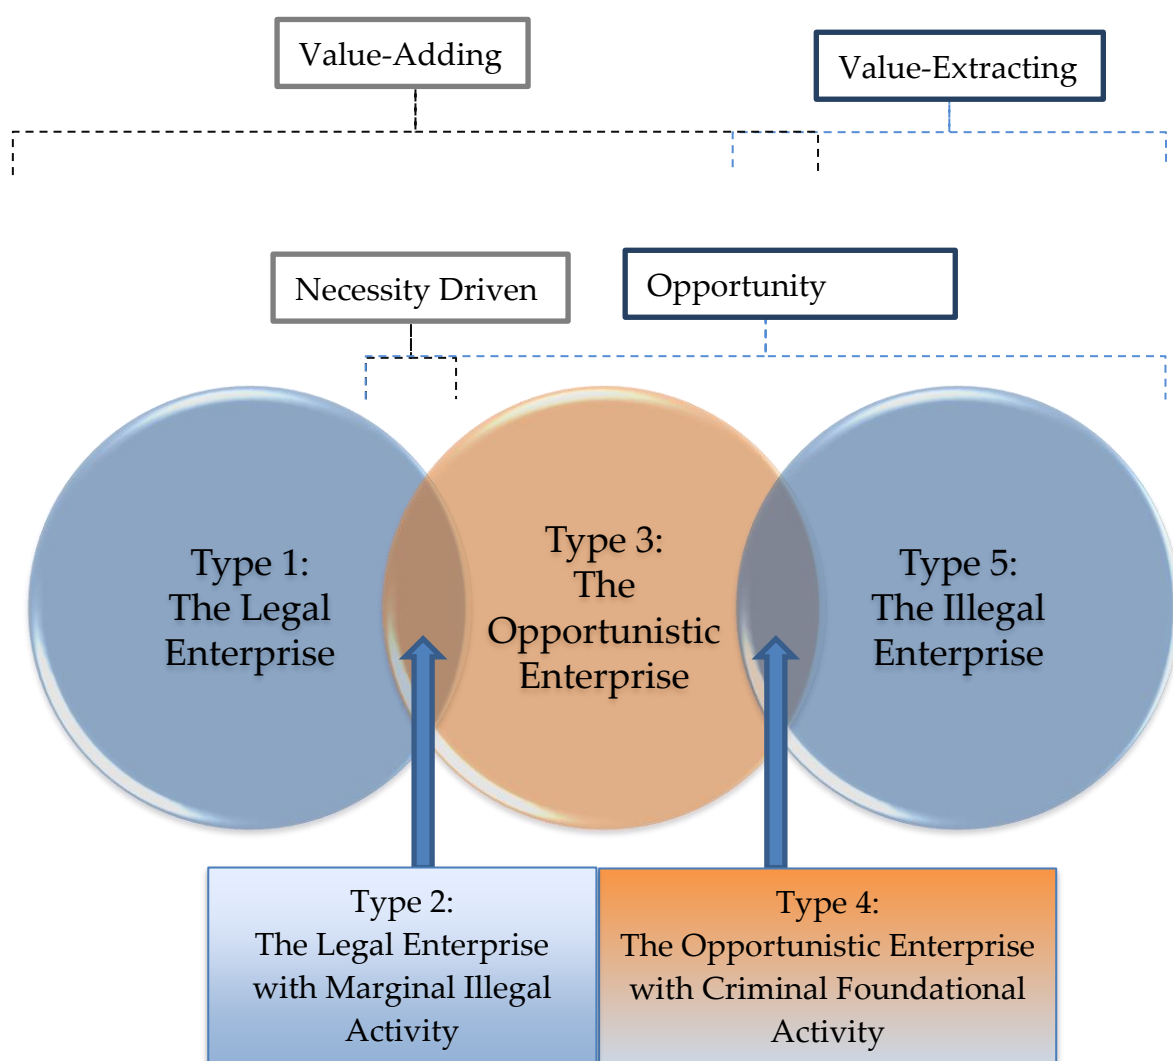 Value-Adding
Value-Extracting
Necessity Driven
Opportunity
Type 1:
The Legal
Enterprise
Type 3:
The
Opportunistic
Enterprise
Type 5:
The Illegal
Enterprise
Type 2:
The Legal Enterprise
with Marginal Illegal
Activity
Type 4:
The Opportunistic Enterprise
with Criminal Foundational
Activity